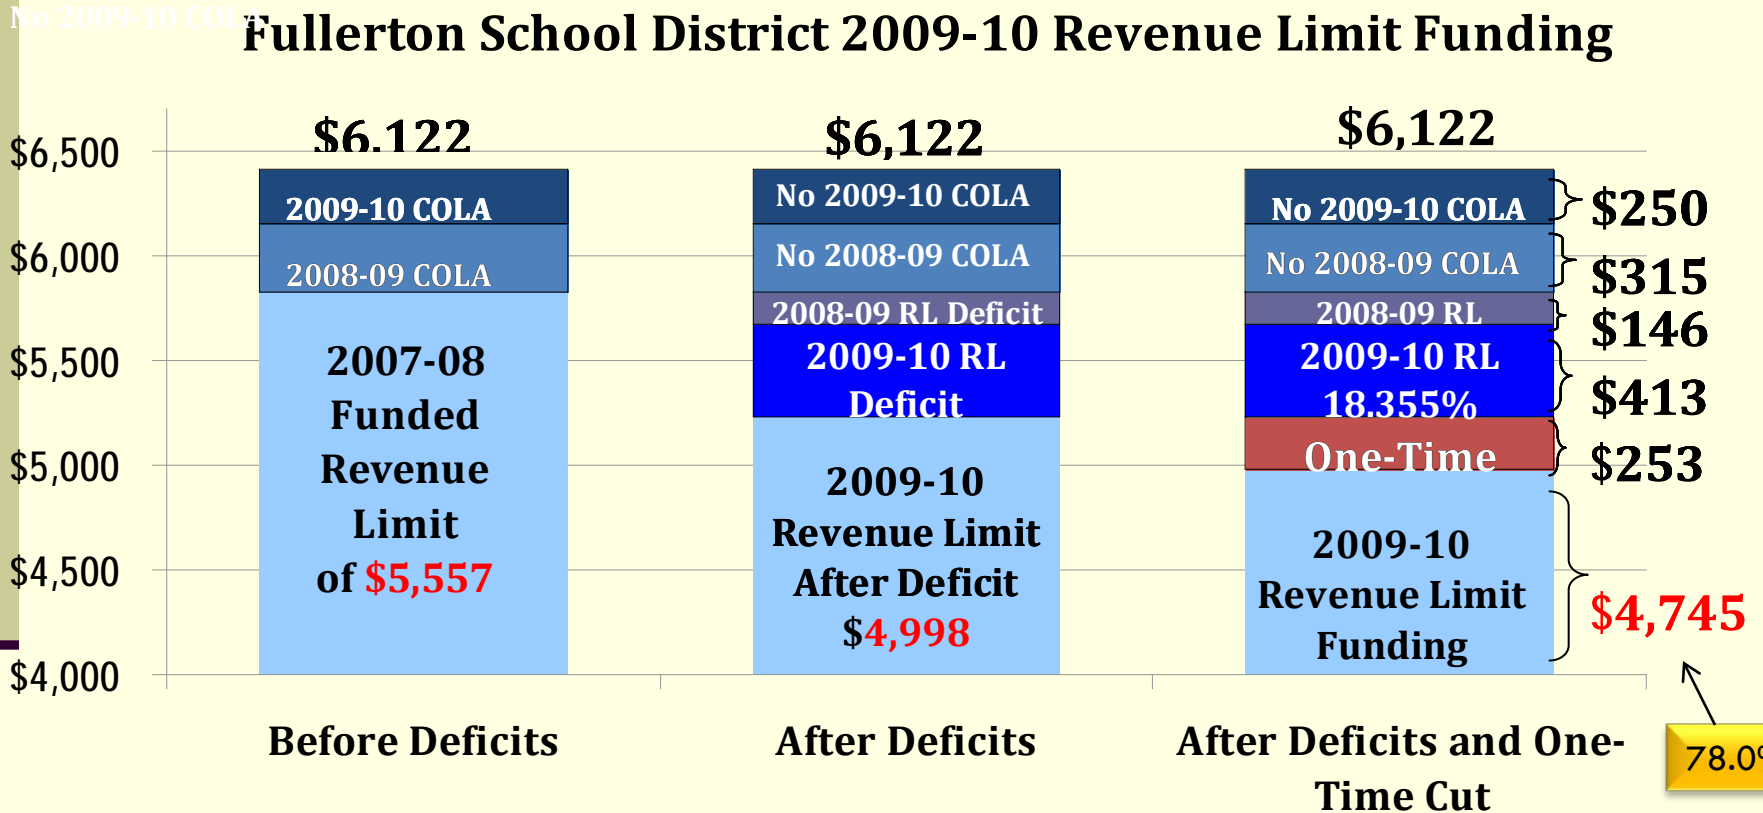 No 2009-10 COLA
Fullerton School District 2009-10 Revenue Limit Funding
$6,500
$6,000
$5,500
$5,000
$4,500
$4,000
$6,122
2009-10 COLA
2008-09 COLA
2007-08
Funded
Revenue
Limit
of $5,557
Before Deficits
$6,122
No 2009-10 COLA
No 2008-09 COLA
2008-09 RL Deficit
2009-10 RL
Deficit
2009-10
Revenue Limit
After Deficit
$4,998
After Deficits
$6,122
No 2009-10 COLA
No 2008-09 COLA
2008-09 RL
2009-10 RL
18.355%
One-Time
2009-10
Revenue Limit
Funding
After Deficits and One-
Time Cut
$250
$315
$146
$413
$253
$4,745
78.0%